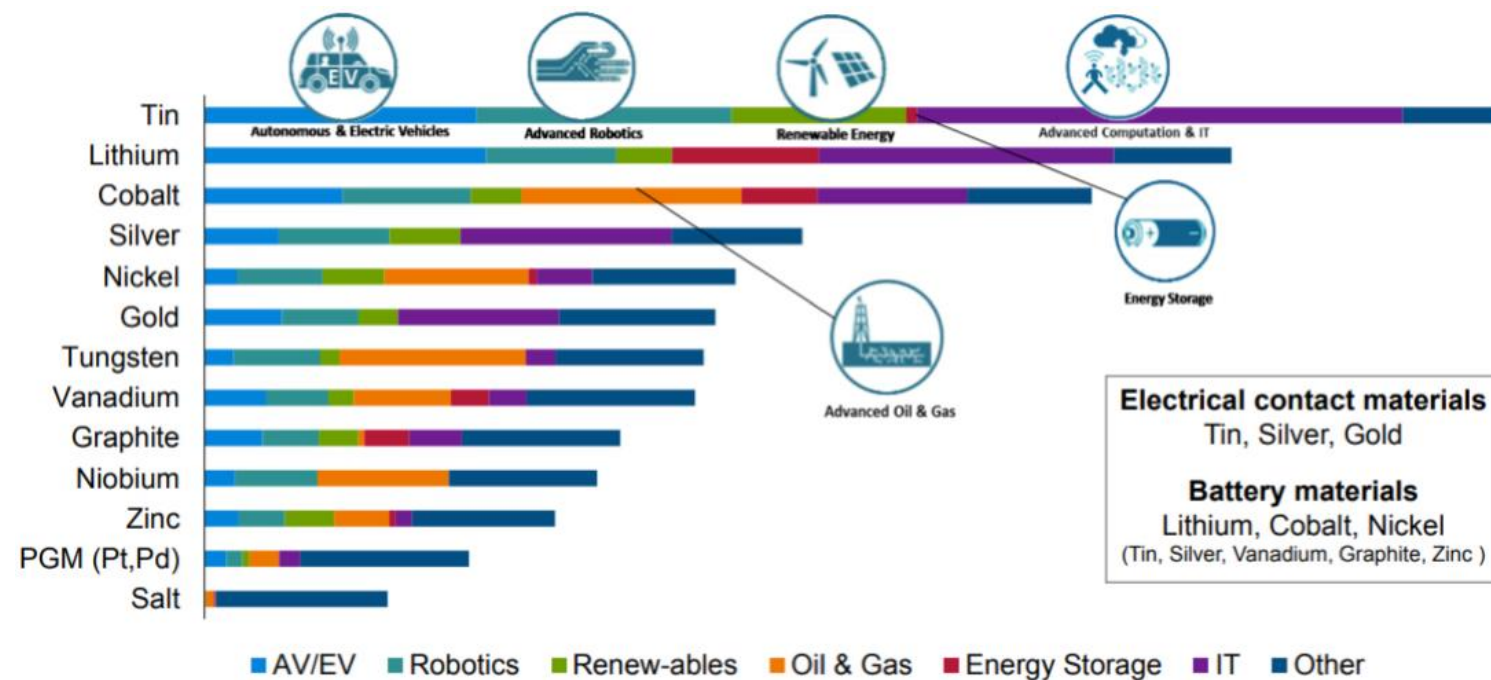 EV
Tin
Autonomous & Electric Vehicles
Advanced Robotics
Renewable Energy
Advanced Computation & IT
Lithium
Cobalt
Silver
Nickel
Energy Storage
Gold
Tungsten
Vanadium
Advanced Oil & Gas
Graphite
Niobium
Zinc
PGM (Pt,Pd)
Salt
Electrical contact materials
Tin, Silver, Gold
Battery materials
Lithium, Cobalt, Nickel
(Tin, Silver, Vanadium, Graphite, Zinc )
AV/EV Robotics Renew-ables Oil & Gas Energy Storage IT Other